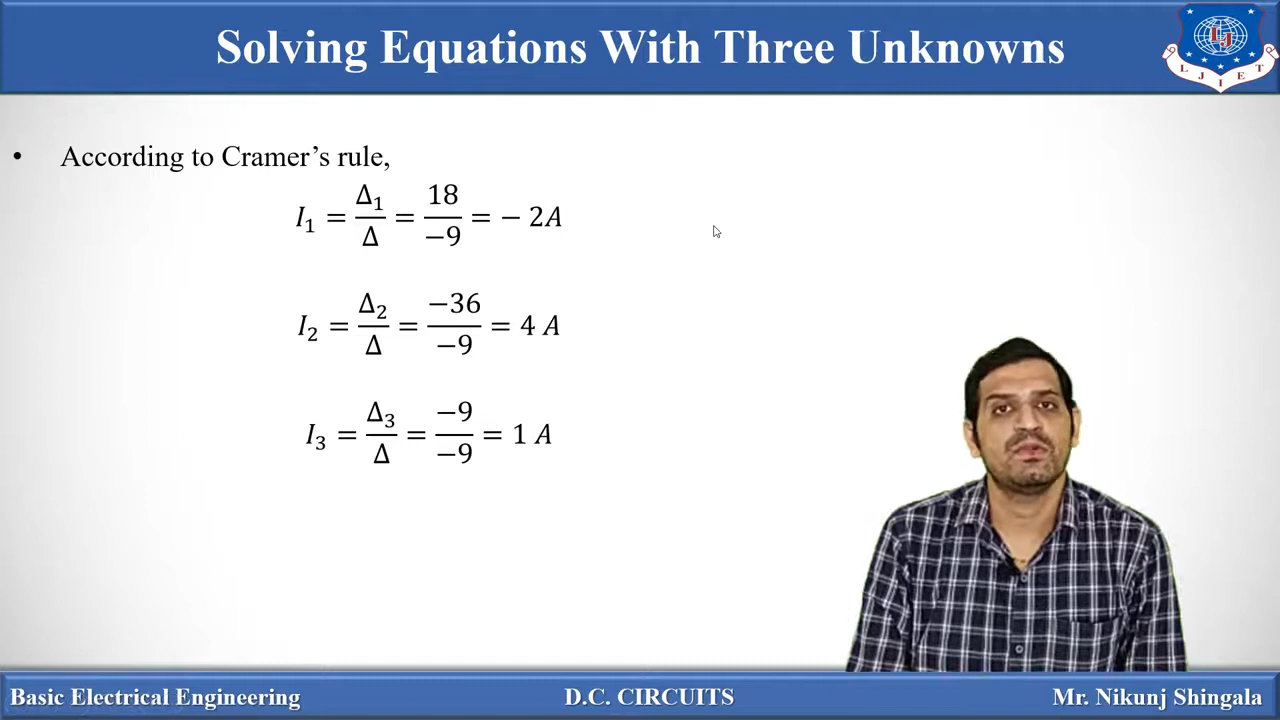 Solving Equations With Three Unknowns
LJ
L J I E T
• According to Cramer’s rule,
I₁ = Δ₁/Δ = 18/−9 = − 2A
I₂ = Δ₂/Δ = −36/−9 = 4 A
I₃ = Δ₃/Δ = −9/−9 = 1 A
Basic Electrical Engineering D.C. CIRCUITS Mr. Nikunj Shingala